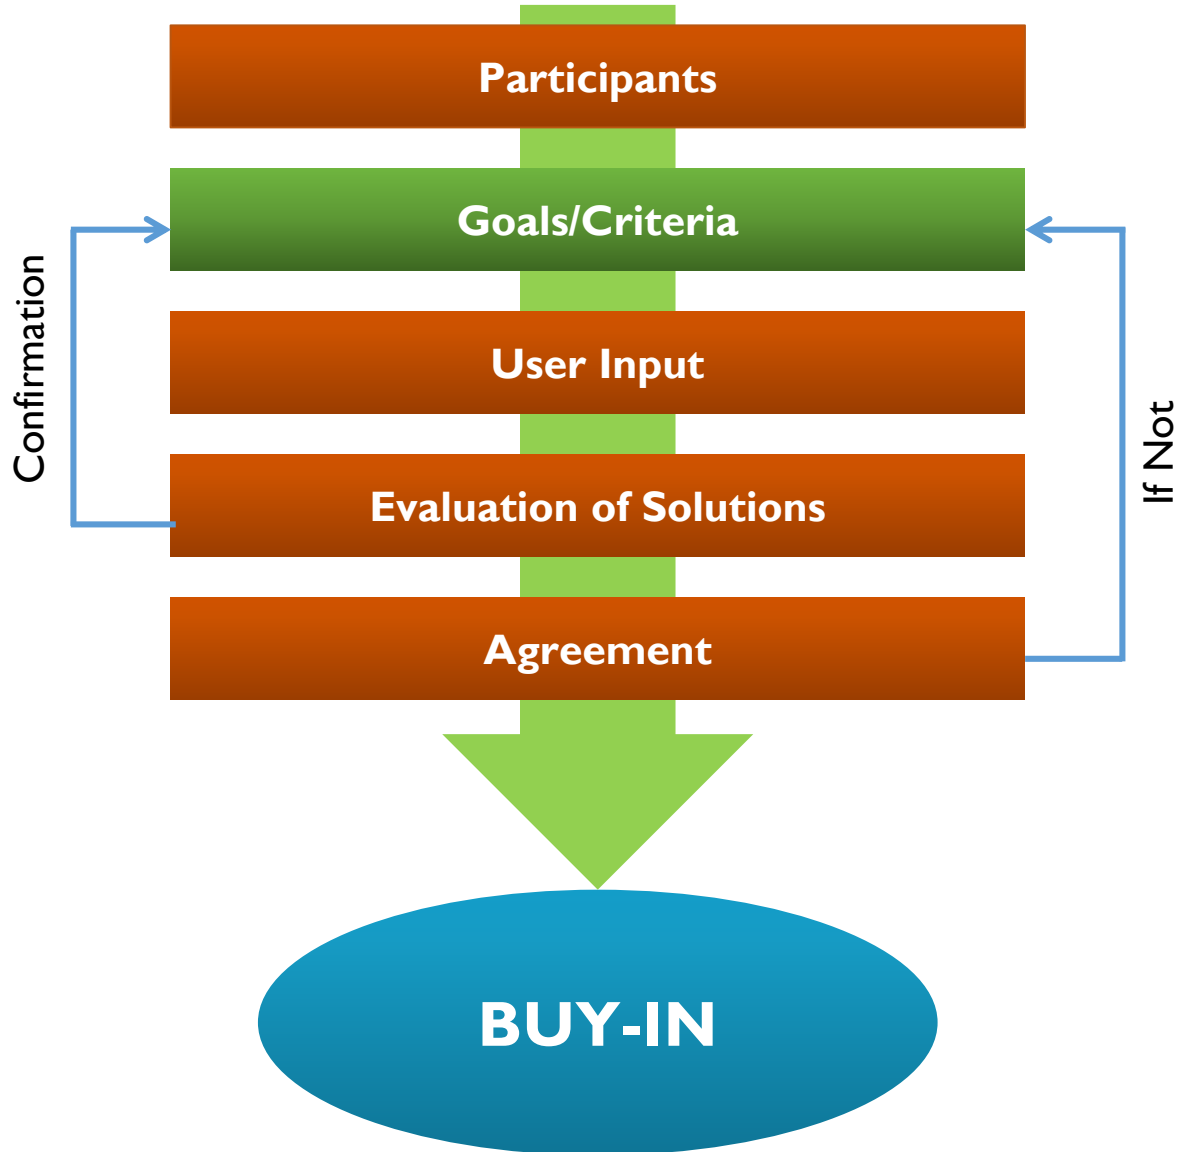 Participants
Goals/Criteria
Confirmation
User Input
If Not
Evaluation of Solutions
Agreement
BUY-IN